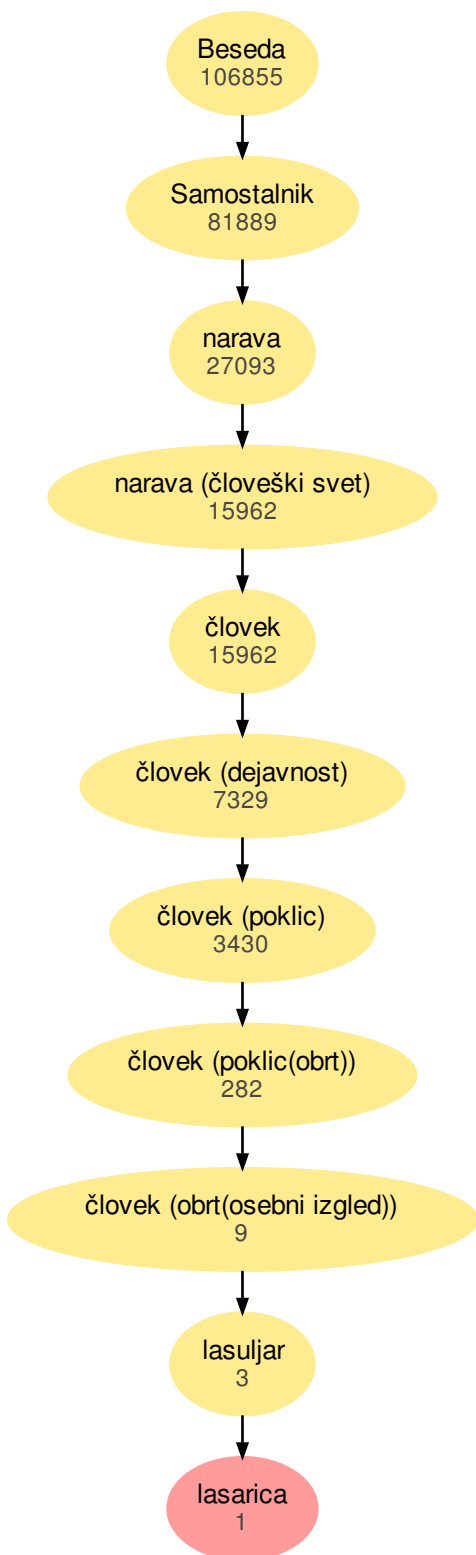 Beseda
106855
Samostalnik
81889
narava
27093
narava (človeški svet)
15962
človek
15962
človek (dejavnost)
7329
človek (poklic)
3430
človek (poklic(obrt))
282
človek (obrt(osebni izgled))
9
lasuljar
3
lasarica
1